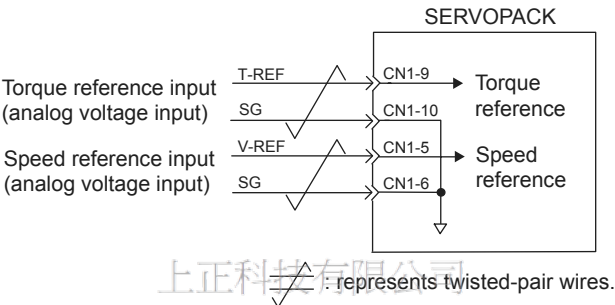 SERVOPACK
Torque reference input
(analog voltage input)
T-REF
CN1-9
Torque
reference
SG
CN1-10
Speed reference input
(analog voltage input)
V-REF
CN1-5
Speed
reference
SG
CN1-6
上正科技有限公司
: represents twisted-pair wires.